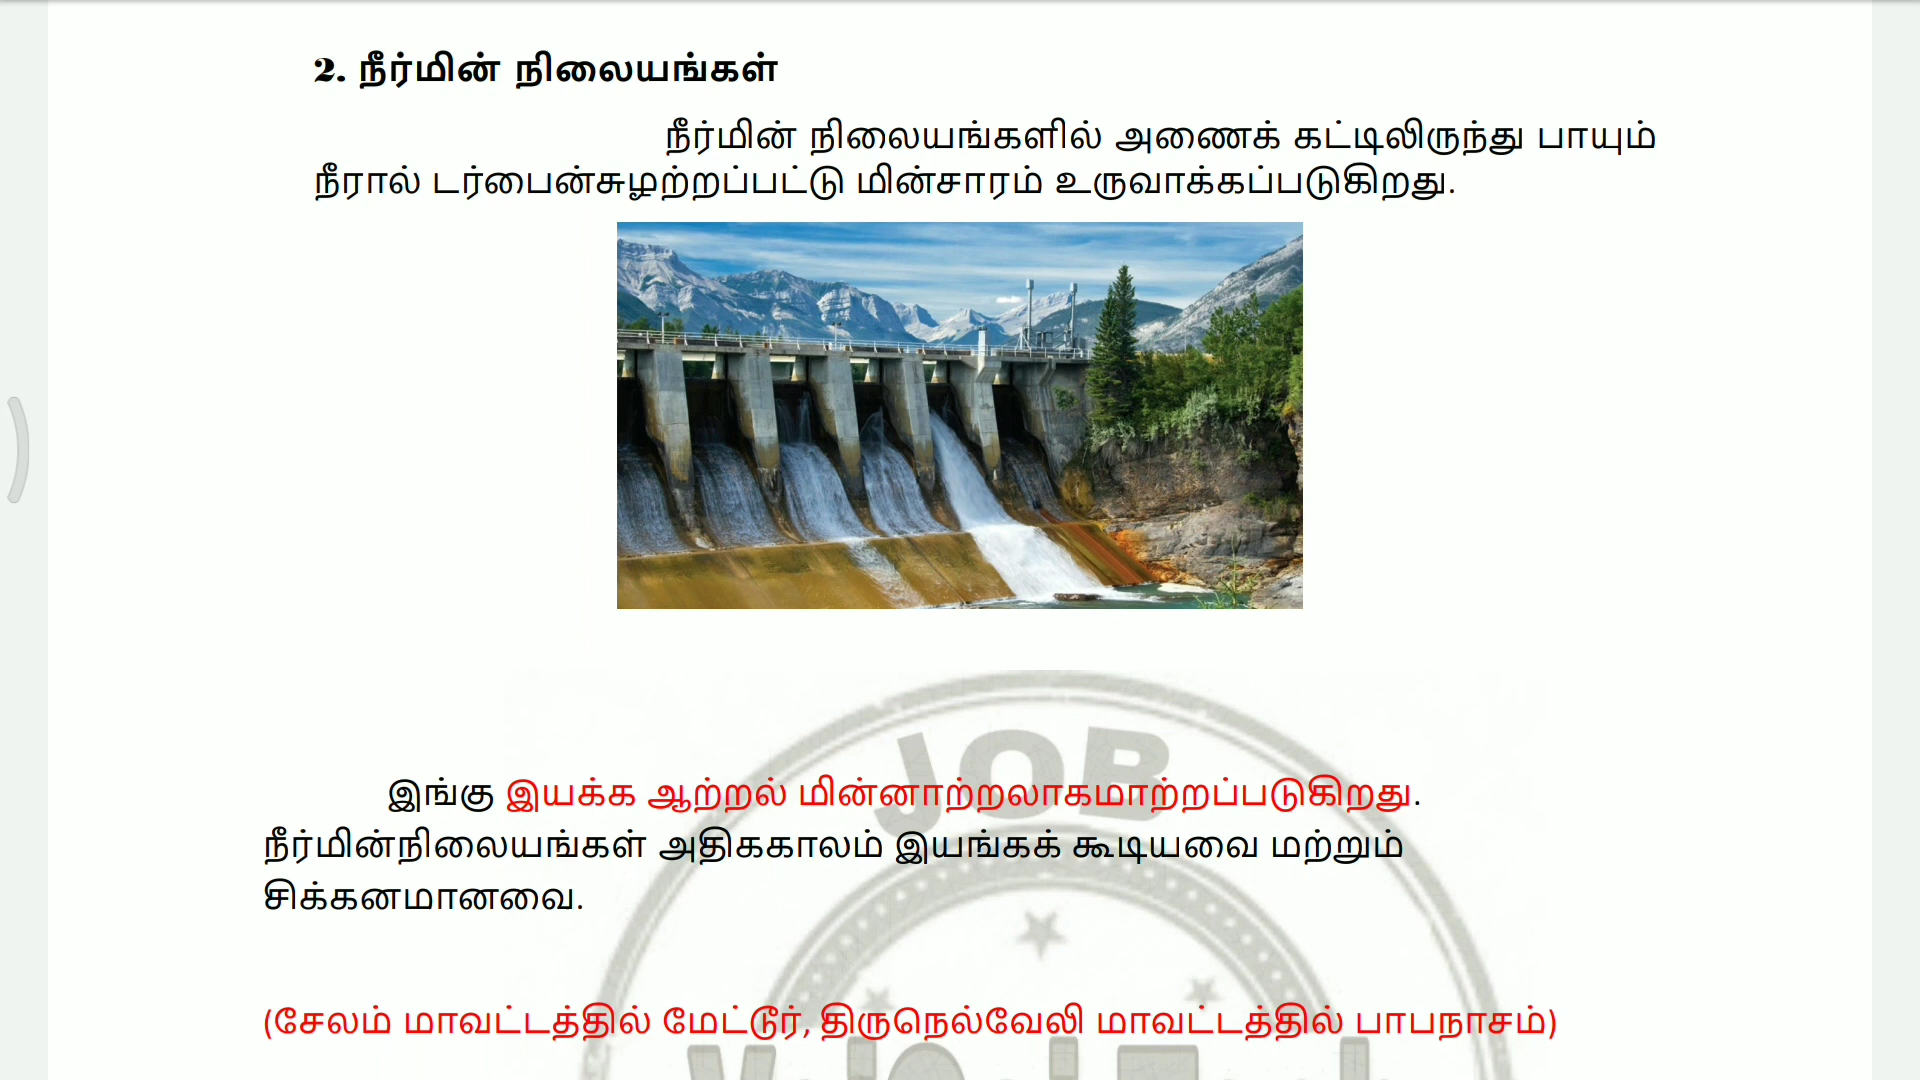 2. நீர்மின் நிலையங்கள்
நீர்மின் நிலையங்களில் அணைக் கட்டிலிருந்து பாயும்
நீரால் டர்பைன்சுழற்றப்பட்டு மின்சாரம் உருவாக்கப்படுகிறது.
JOB
இங்கு இயக்க ஆற்றல் மின்னாற்றலாகமாற்றப்படுகிறது.
நீர்மின்நிலையங்கள் அதிககாலம் இயங்கக் கூடியவை மற்றும்
சிக்கனமானவை.
(சேலம் மாவட்டத்தில் மேட்டூர், திருநெல்வேலி மாவட்டத்தில் பாபநாசம்)